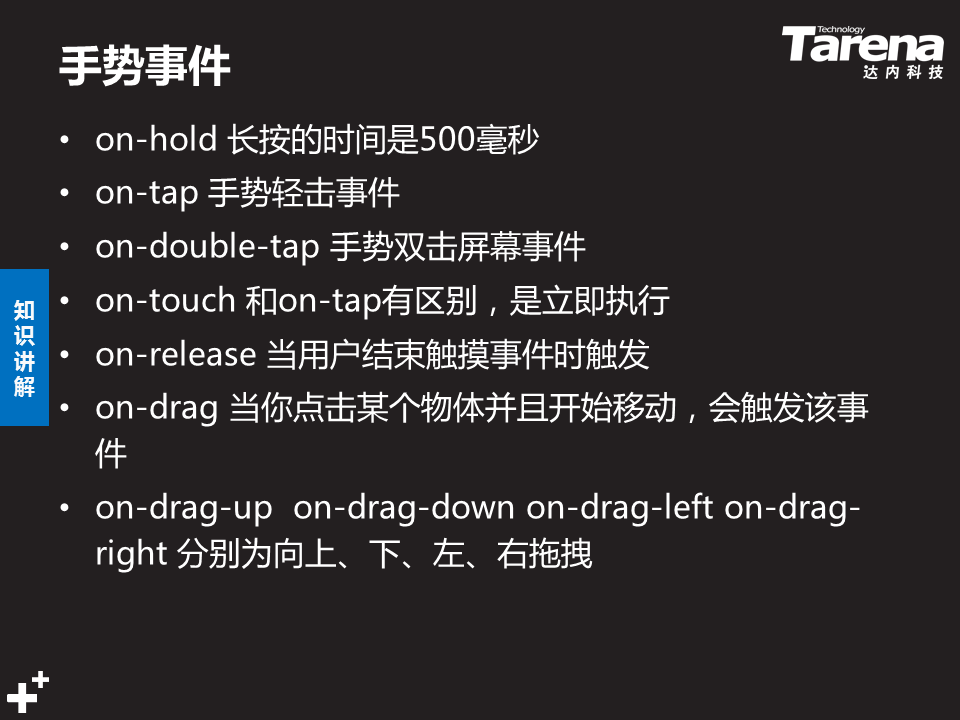 Technology
Tarena
达内科技
手势事件
• on-hold 长按的时间是500毫秒
• on-tap 手势轻击事件
• on-double-tap 手势双击屏幕事件
• on-touch 和on-tap有区别，是立即执行
• on-release 当用户结束触摸事件时触发
• on-drag 当你点击某个物体并且开始移动，会触发该事
件
• on-drag-up  on-drag-down on-drag-left on-drag-
right 分别为向上、下、左、右拖拽
知
识
讲
解